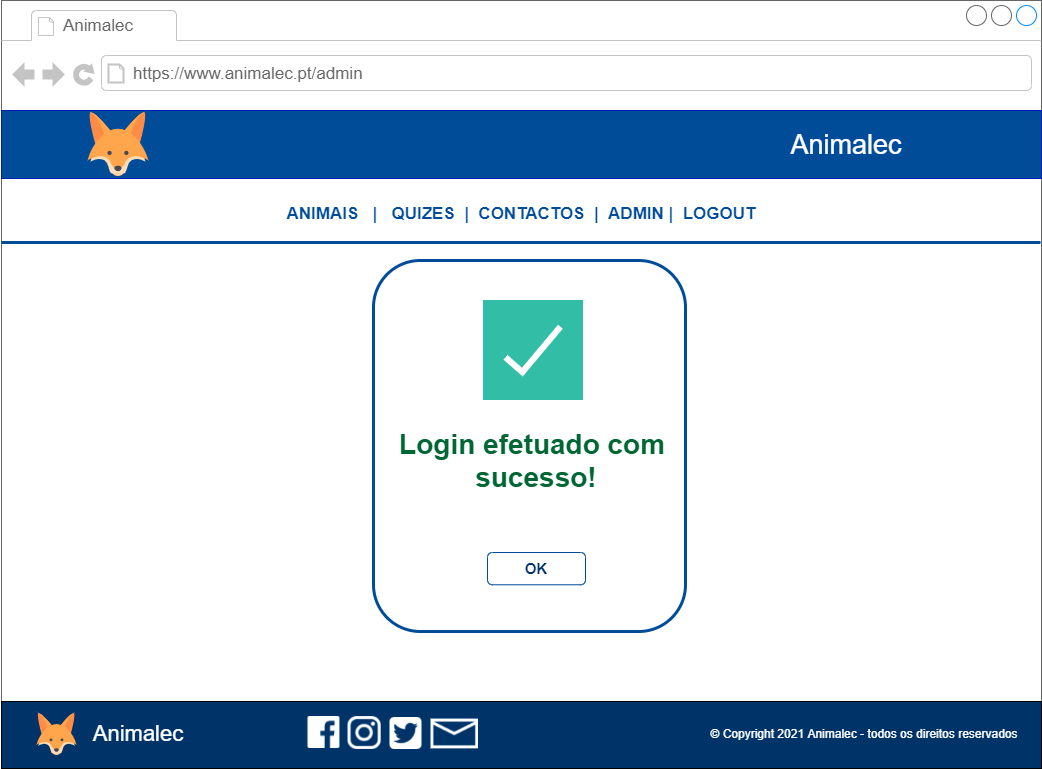 Animalec
https://www.animalec.pt/admin
Animalec
ANIMAIS | QUIZES | CONTACTOS | ADMIN | LOGOUT
Login efetuado com
sucesso!
OK
Animalec
© Copyright 2021 Animalec - todos os direitos reservados